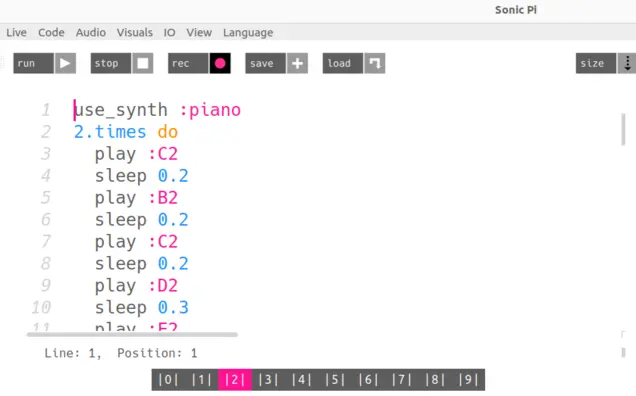 Sonic Pi
Live Code Audio Visuals IO View Language
run stop rec save load size
1 use_synth :piano
2 2.times do
3 play :C2
4 sleep 0.2
5 play :B2
6 sleep 0.2
7 play :C2
8 sleep 0.2
9 play :D2
10 sleep 0.3
11 play
Line: 1, Position: 1
|0| |1| |2| |3| |4| |5| |6| |7| |8| |9|